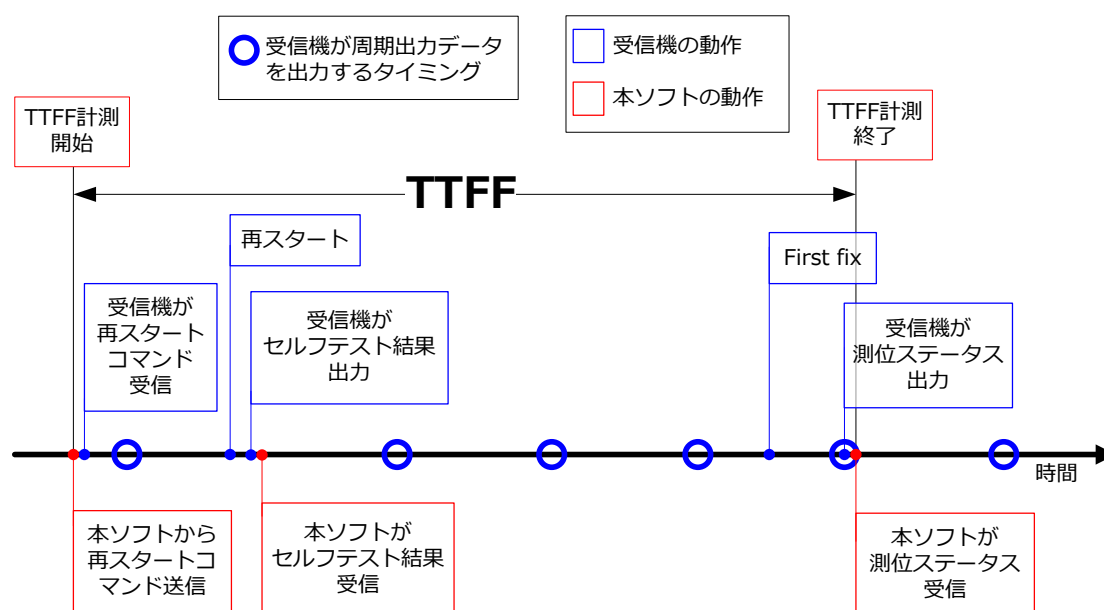 受信機が周期出力データ
を出力するタイミング
受信機の動作
本ソフトの動作
TTFF計測
開始
TTFF計測
終了
TTFF
再スタート
First fix
受信機が
再スタート
コマンド
受信
受信機が
セルフテスト結果
出力
受信機が
測位ステータス
出力
時間
本ソフトから
再スタートコ
マンド送信
本ソフトが
セルフテスト結果
受信
本ソフトが
測位ステータス
受信